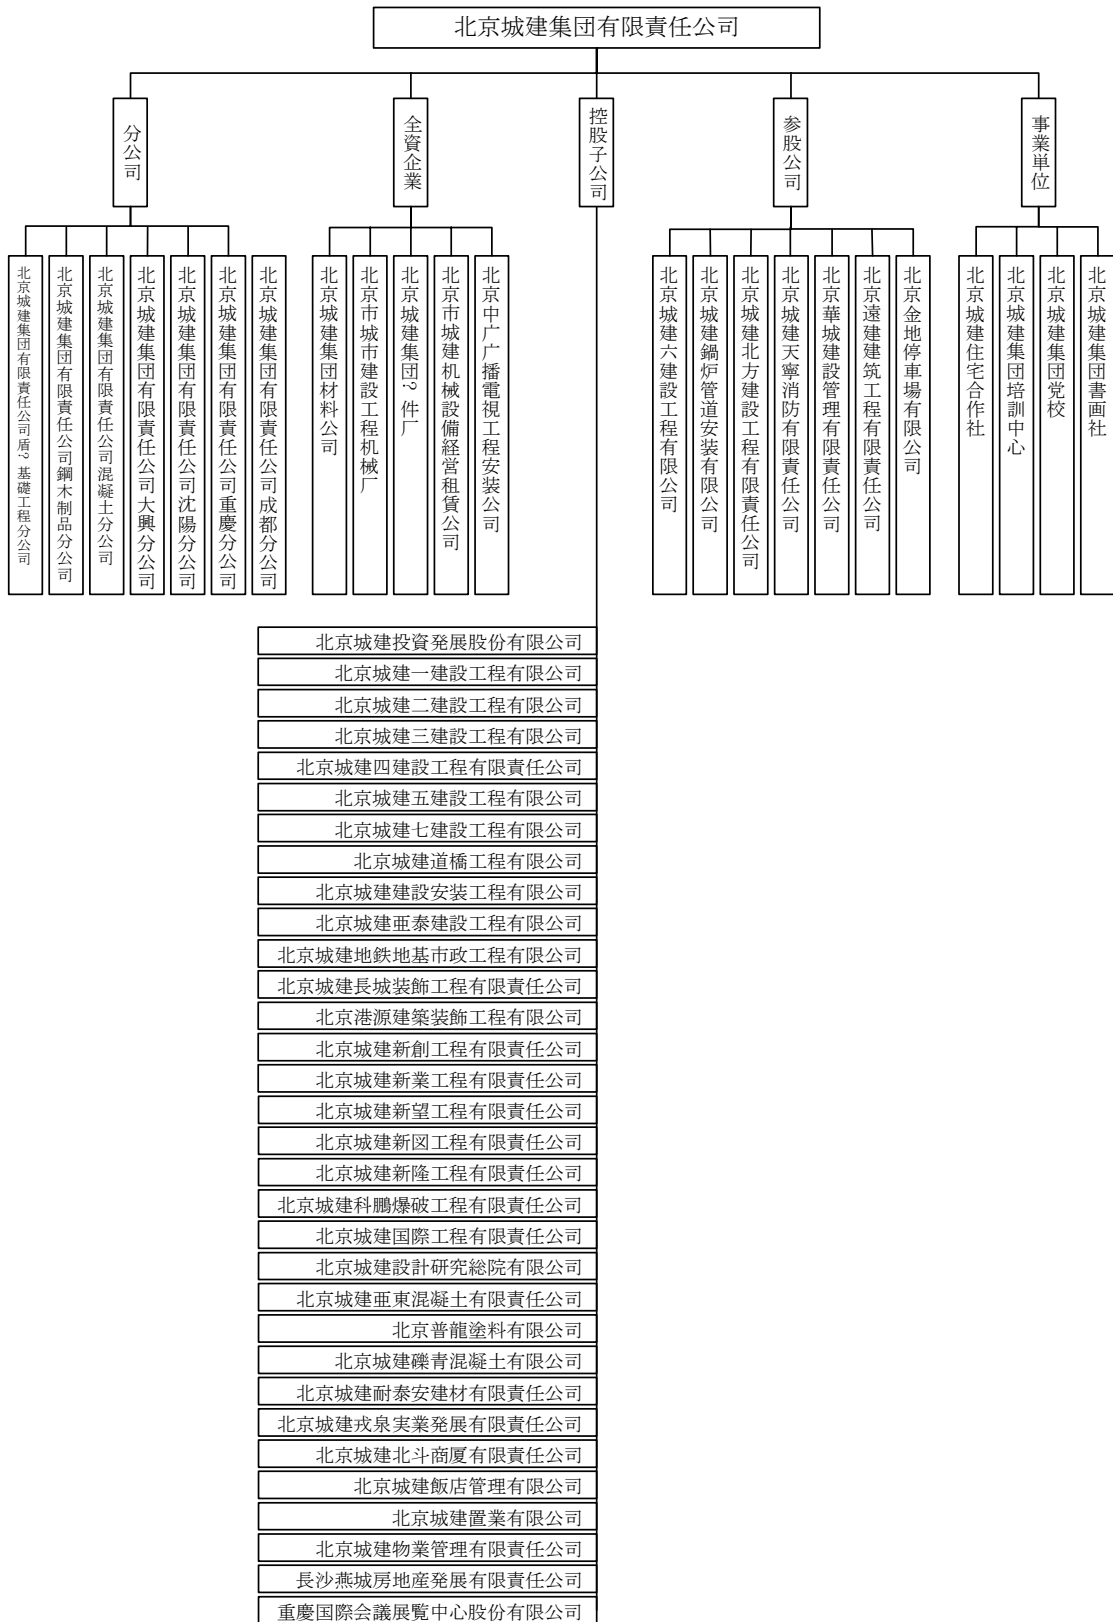 北京城建集団有限責任公司
分公司
全資企業
控股子公司
参股公司
事業単位
北京城建集団有限責任公司盾?基礎工程分公司
北京城建集団有限責任公司鋼木制品分公司
北京城建集団有限責任公司混凝土分公司
北京城建集団有限責任公司大興分公司
北京城建集団有限責任公司沈陽分公司
北京城建集団有限責任公司重慶分公司
北京城建集団有限責任公司成都分公司
北京城建集団材料公司
北京市城市建設工程机械厂
北京城建集団?件厂
北京市城建机械設備経営租賃公司
北京中广广播電視工程安装公司
北京城建六建設工程有限公司
北京城建鍋炉管道安装有限公司
北京城建北方建設工程有限責任公司
北京城建天寧消防有限責任公司
北京華城建設管理有限責任公司
北京遠建建筑工程有限責任公司
北京金地停車場有限公司
北京城建住宅合作社
北京城建集団培訓中心
北京城建集団党校
北京城建集団書画社
北京城建投資発展股份有限公司
北京城建一建設工程有限公司
北京城建二建設工程有限公司
北京城建三建設工程有限公司
北京城建四建設工程有限責任公司
北京城建五建設工程有限公司
北京城建七建設工程有限公司
北京城建道橋工程有限公司
北京城建建設安装工程有限公司
北京城建亜泰建設工程有限公司
北京城建地鉄地基市政工程有限公司
北京城建長城装飾工程有限責任公司
北京港源建築装飾工程有限公司
北京城建新創工程有限責任公司
北京城建新業工程有限責任公司
北京城建新望工程有限責任公司
北京城建新図工程有限責任公司
北京城建新隆工程有限責任公司
北京城建科鵬爆破工程有限責任公司
北京城建国際工程有限責任公司
北京城建設計研究総院有限公司
北京城建亜東混凝土有限責任公司
北京普龍塗料有限公司
北京城建礫青混凝土有限公司
北京城建耐泰安建材有限責任公司
北京城建戎泉実業発展有限責任公司
北京城建北斗商厦有限責任公司
北京城建飯店管理有限公司
北京城建置業有限公司
北京城建物業管理有限責任公司
長沙燕城房地産発展有限責任公司
重慶国際会議展覧中心股份有限公司